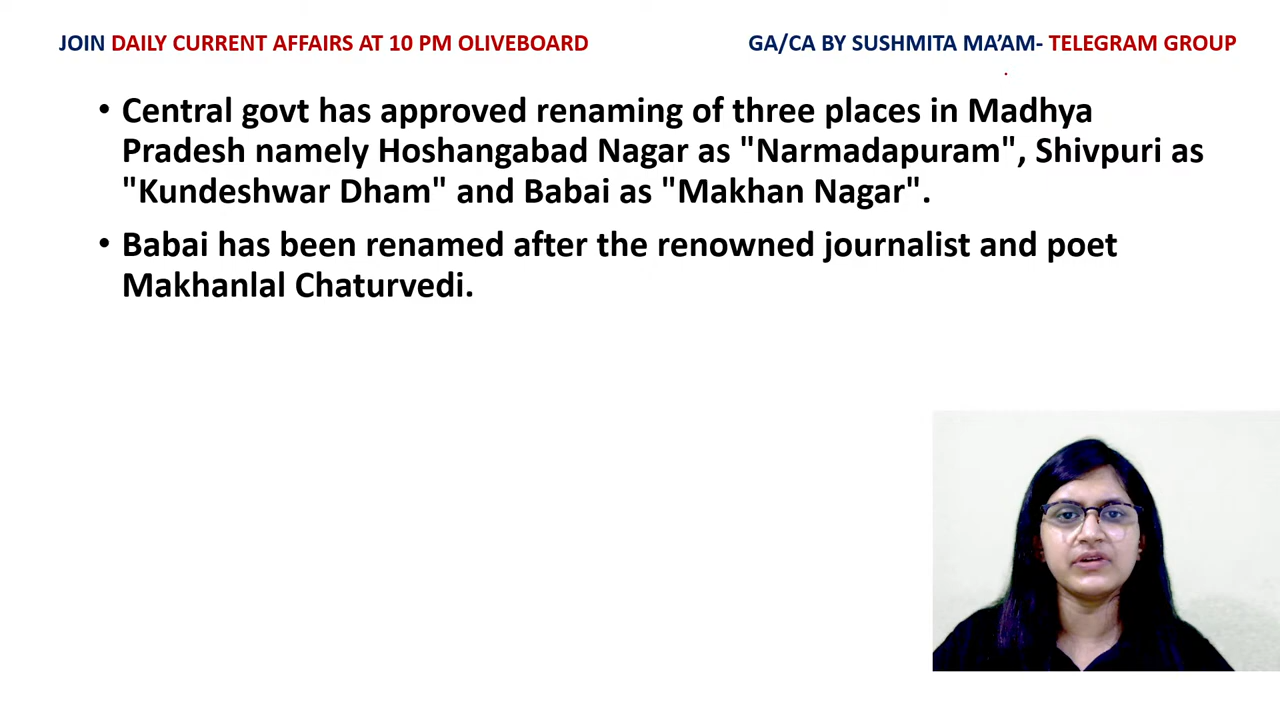 JOIN DAILY CURRENT AFFAIRS AT 10 PM OLIVEBOARD
GA/CA BY SUSHMITA MA’AM- TELEGRAM GROUP
• Central govt has approved renaming of three places in Madhya
Pradesh namely Hoshangabad Nagar as "Narmadapuram", Shivpuri as
"Kundeshwar Dham" and Babai as "Makhan Nagar".
• Babai has been renamed after the renowned journalist and poet
Makhanlal Chaturvedi.